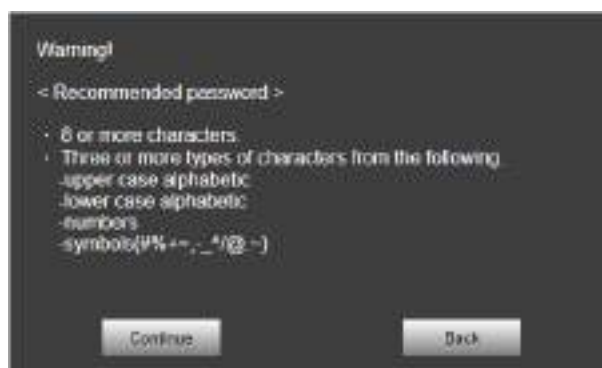 Warning!
< Recommended password >
· 8 or more characters.
· Three or more types of characters from the following.
-upper case alphabetic
-lower case alphabetic
-numbers
-symbols
Continue
Back